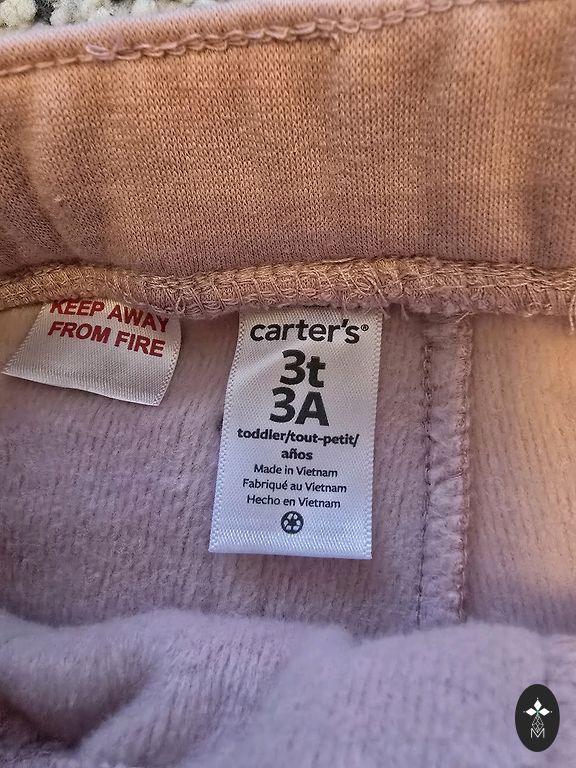 KEEP AWAY
FROM FIRE
carter's®
3t
3A
toddler/tout-petit/
años
Made in Vietnam
Fabriqué au Vietnam
Hecho en Vietnam
M